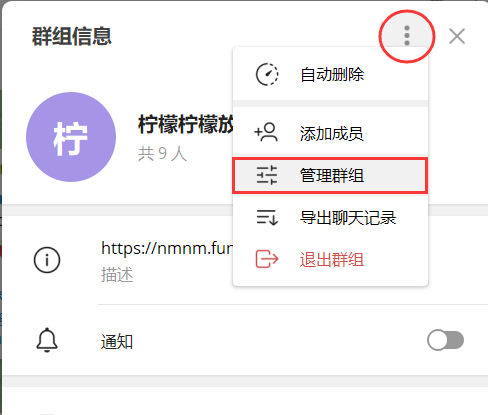 群组信息
自动删除
柠
柠檬柠檬放
共 9 人
添加成员
管理群组
导出聊天记录
退出群组
https://nmnm.fun
描述
通知